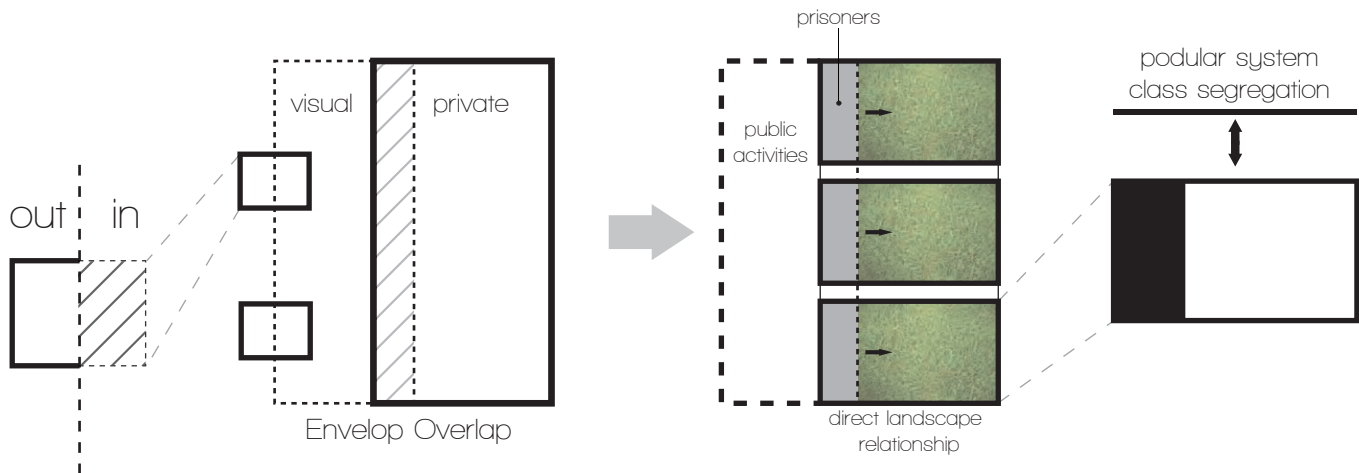 out
in
visual
private
Envelop Overlap
prisoners
public
activities
direct landscape
relationship
podular system
class segregation